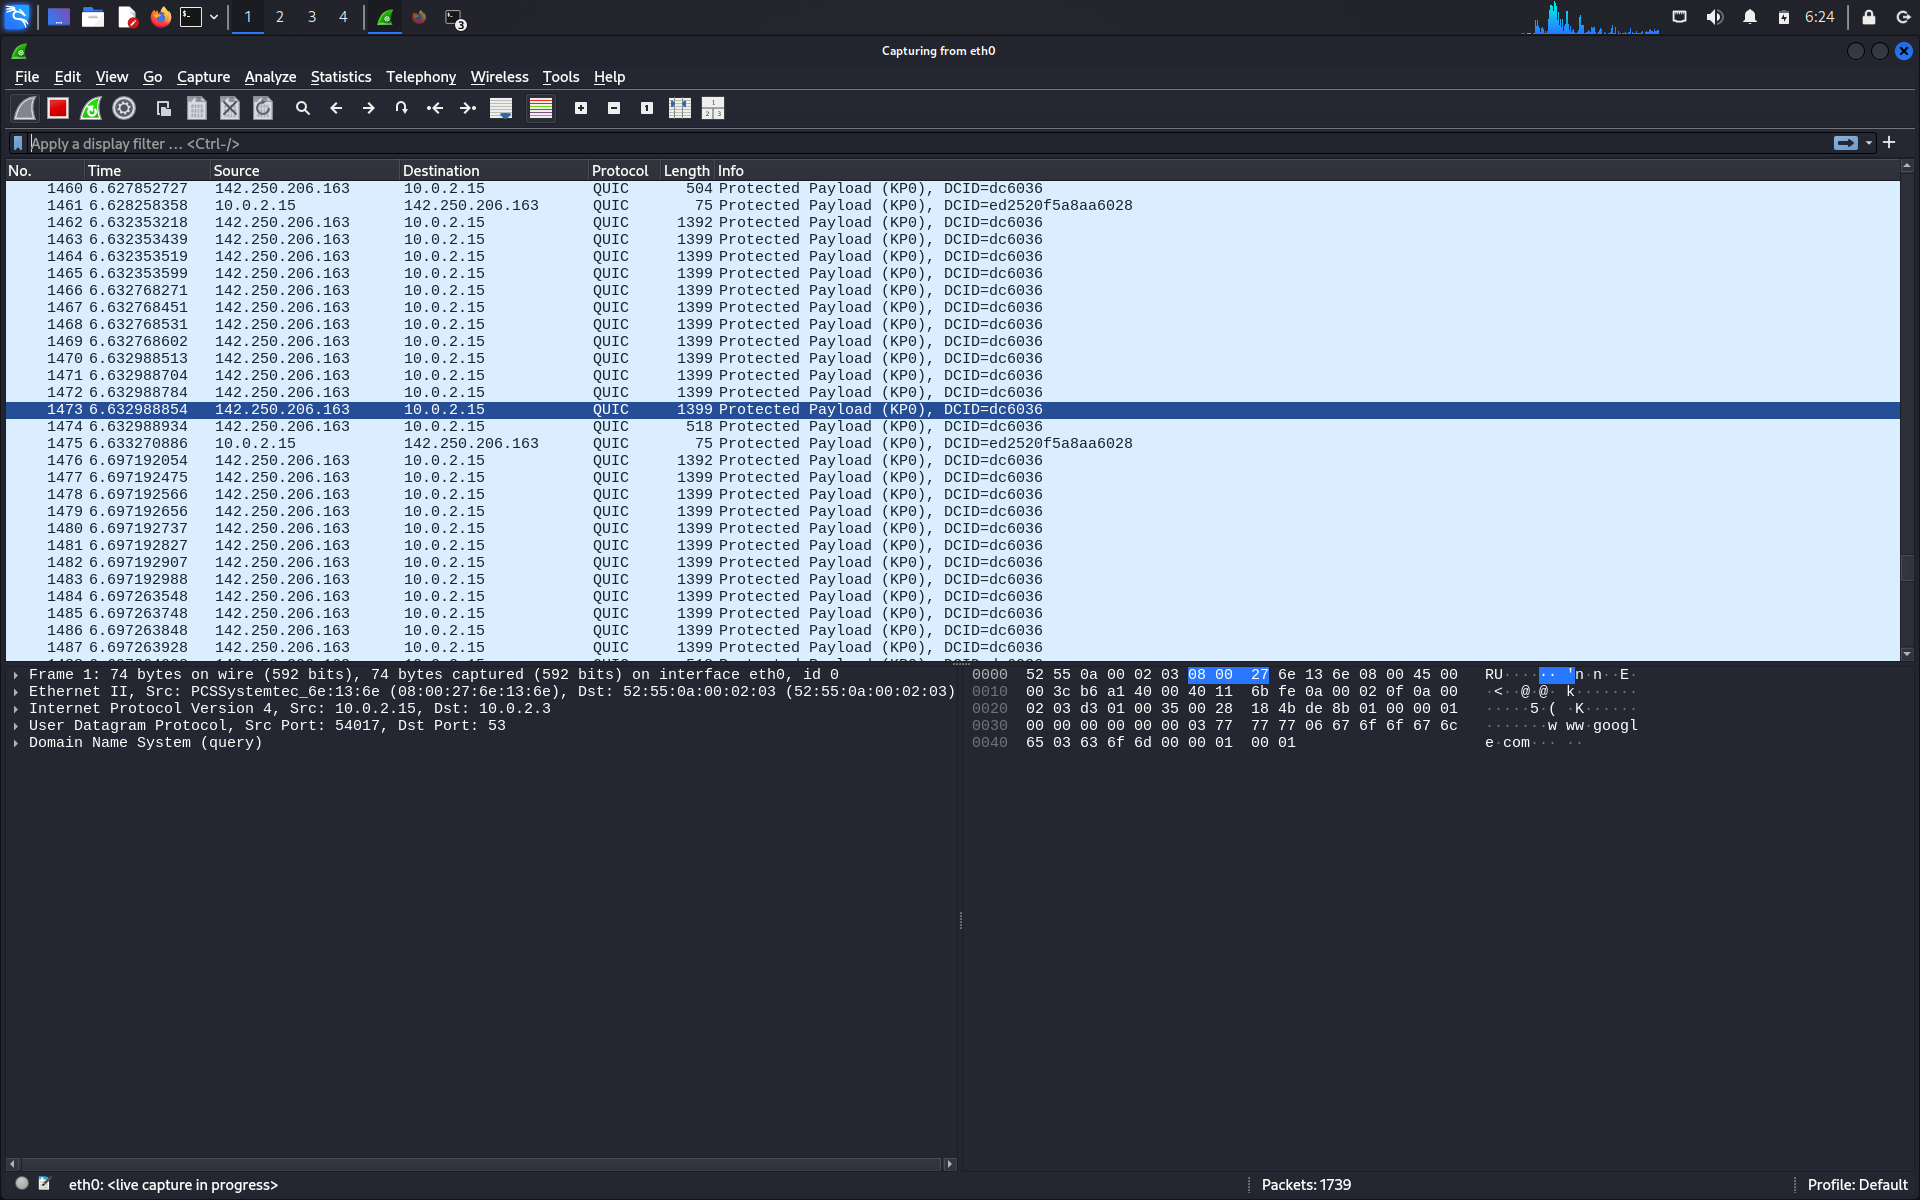 1 2 3 4 3 6:24
Capturing from eth0
File Edit View Go Capture Analyze Statistics Telephony Wireless Tools Help
Apply a display filter … <Ctrl-/>
No. Time Source Destination Protocol Length Info
1460 6.627852727 142.250.206.163 10.0.2.15 QUIC 504 Protected Payload (KP0), DCID=dc6036
1461 6.628258358 10.0.2.15 142.250.206.163 QUIC 75 Protected Payload (KP0), DCID=ed2520f5a8aa6028
1462 6.632353218 142.250.206.163 10.0.2.15 QUIC 1392 Protected Payload (KP0), DCID=dc6036
1463 6.632353439 142.250.206.163 10.0.2.15 QUIC 1399 Protected Payload (KP0), DCID=dc6036
1464 6.632353519 142.250.206.163 10.0.2.15 QUIC 1399 Protected Payload (KP0), DCID=dc6036
1465 6.632353599 142.250.206.163 10.0.2.15 QUIC 1399 Protected Payload (KP0), DCID=dc6036
1466 6.632768271 142.250.206.163 10.0.2.15 QUIC 1399 Protected Payload (KP0), DCID=dc6036
1467 6.632768451 142.250.206.163 10.0.2.15 QUIC 1399 Protected Payload (KP0), DCID=dc6036
1468 6.632768531 142.250.206.163 10.0.2.15 QUIC 1399 Protected Payload (KP0), DCID=dc6036
1469 6.632768602 142.250.206.163 10.0.2.15 QUIC 1399 Protected Payload (KP0), DCID=dc6036
1470 6.632988513 142.250.206.163 10.0.2.15 QUIC 1399 Protected Payload (KP0), DCID=dc6036
1471 6.632988704 142.250.206.163 10.0.2.15 QUIC 1399 Protected Payload (KP0), DCID=dc6036
1472 6.632988784 142.250.206.163 10.0.2.15 QUIC 1399 Protected Payload (KP0), DCID=dc6036
1473 6.632988854 142.250.206.163 10.0.2.15 QUIC 1399 Protected Payload (KP0), DCID=dc6036
1474 6.632988934 142.250.206.163 10.0.2.15 QUIC 518 Protected Payload (KP0), DCID=dc6036
1475 6.633270886 10.0.2.15 142.250.206.163 QUIC 75 Protected Payload (KP0), DCID=ed2520f5a8aa6028
1476 6.697192054 142.250.206.163 10.0.2.15 QUIC 1392 Protected Payload (KP0), DCID=dc6036
1477 6.697192475 142.250.206.163 10.0.2.15 QUIC 1399 Protected Payload (KP0), DCID=dc6036
1478 6.697192566 142.250.206.163 10.0.2.15 QUIC 1399 Protected Payload (KP0), DCID=dc6036
1479 6.697192656 142.250.206.163 10.0.2.15 QUIC 1399 Protected Payload (KP0), DCID=dc6036
1480 6.697192737 142.250.206.163 10.0.2.15 QUIC 1399 Protected Payload (KP0), DCID=dc6036
1481 6.697192827 142.250.206.163 10.0.2.15 QUIC 1399 Protected Payload (KP0), DCID=dc6036
1482 6.697192907 142.250.206.163 10.0.2.15 QUIC 1399 Protected Payload (KP0), DCID=dc6036
1483 6.697192988 142.250.206.163 10.0.2.15 QUIC 1399 Protected Payload (KP0), DCID=dc6036
1484 6.697263548 142.250.206.163 10.0.2.15 QUIC 1399 Protected Payload (KP0), DCID=dc6036
1485 6.697263748 142.250.206.163 10.0.2.15 QUIC 1399 Protected Payload (KP0), DCID=dc6036
1486 6.697263848 142.250.206.163 10.0.2.15 QUIC 1399 Protected Payload (KP0), DCID=dc6036
1487 6.697263928 142.250.206.163 10.0.2.15 QUIC 1399 Protected Payload (KP0), DCID=dc6036
Frame 1: 74 bytes on wire (592 bits), 74 bytes captured (592 bits) on interface eth0, id 0
Ethernet II, Src: PCSSystemtec_6e:13:6e (08:00:27:6e:13:6e), Dst: 52:55:0a:00:02:03 (52:55:0a:00:02:03)
Internet Protocol Version 4, Src: 10.0.2.15, Dst: 10.0.2.3
User Datagram Protocol, Src Port: 54017, Dst Port: 53
Domain Name System (query)
0000 52 55 0a 00 02 03 08 00 27 6e 13 6e 08 00 45 00 RU·······'n·n··E·
0010 00 3c b6 a1 40 00 40 11 6b fe 0a 00 02 0f 0a 00 ·<··@·@· k·······
0020 02 03 d3 01 00 35 00 28 18 4b de 8b 01 00 00 01 ·····5·( ·K······
0030 00 00 00 00 00 00 03 77 77 77 06 67 6f 6f 67 6c ·······w ww·googl
0040 65 03 63 6f 6d 00 00 01 00 01 e·com··· ··
eth0: <live capture in progress> Packets: 1739 Profile: Default